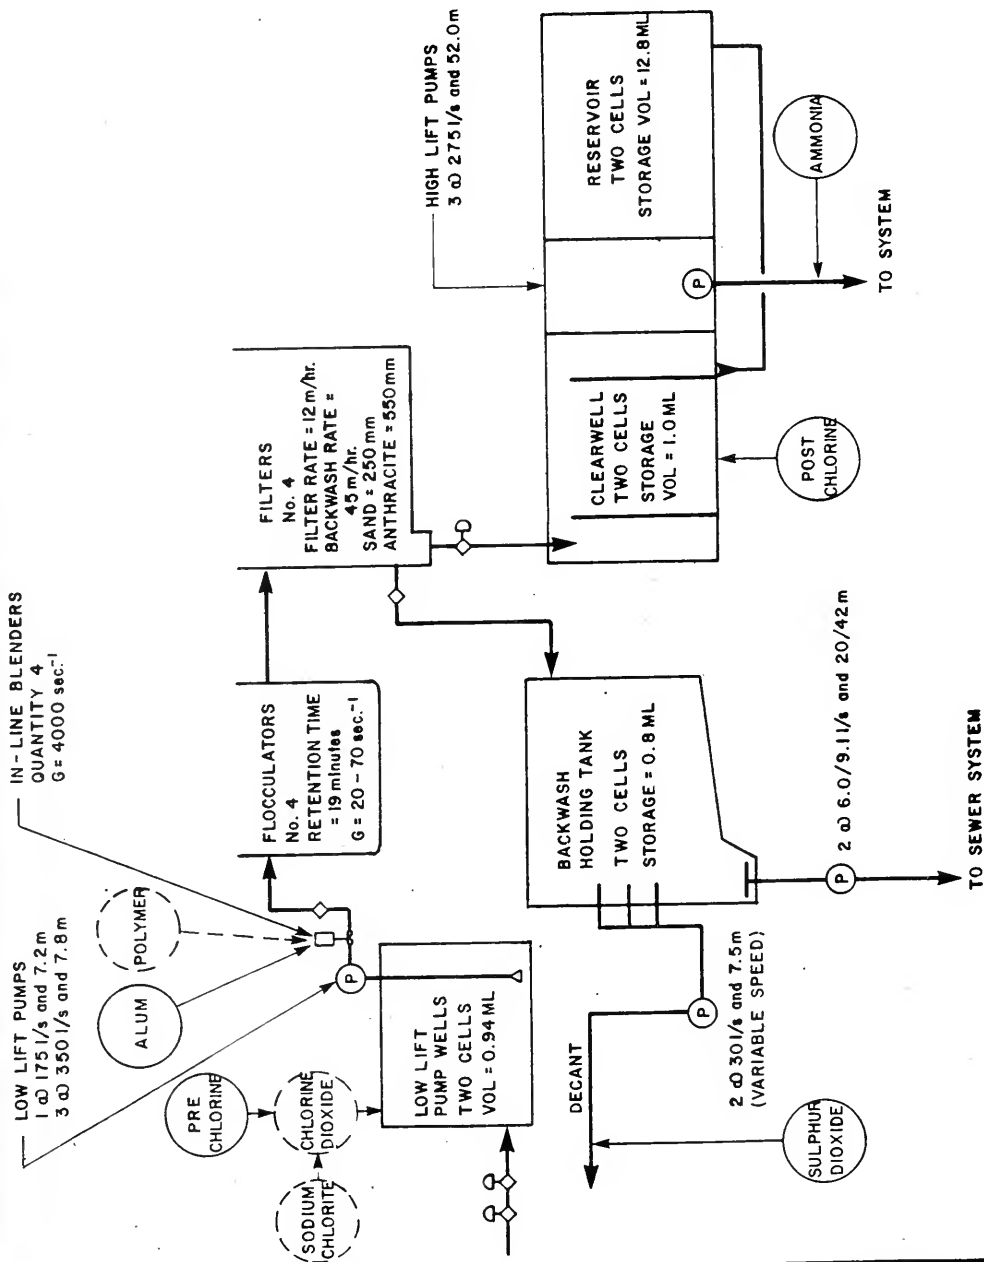 IN-LINE BLENDERS
QUANTITY 4
G= 4000 sec.⁻¹
LOW LIFT PUMPS
1 @ 175 l/s and 7.2m
3 @ 350 l/s and 7.8m
POLYMER
ALUM
PRE
CHLORINE
CHLORINE
DIOXIDE
SODIUM
CHLORITE
P
LOW LIFT
PUMP WELLS
TWO CELLS
VOL = 0.94 ML
FLOCCULATORS
No. 4
RETENTION TIME
= 19 minutes
G = 20 - 70 sec.⁻¹
FILTERS
No. 4
FILTER RATE = 12 m/hr.
BACKWASH RATE =
45 m/hr.
SAND = 250 mm
ANTHRACITE = 550 mm
HIGH LIFT PUMPS
3 @ 275 l/s and 52.0m
CLEARWELL
TWO CELLS
STORAGE
VOL = 1.0 ML
P
RESERVOIR
TWO CELLS
STORAGE VOL = 12.8 ML
POST
CHLORINE
AMMONIA
TO SYSTEM
BACKWASH
HOLDING TANK
TWO CELLS
STORAGE = 0.8 ML
P
2 @ 6.0/9.1 l/s and 20/42 m
TO SEWER SYSTEM
P
2 @ 30 l/s and 7.5m
(VARIABLE SPEED)
DECANT
SULPHUR
DIOXIDE